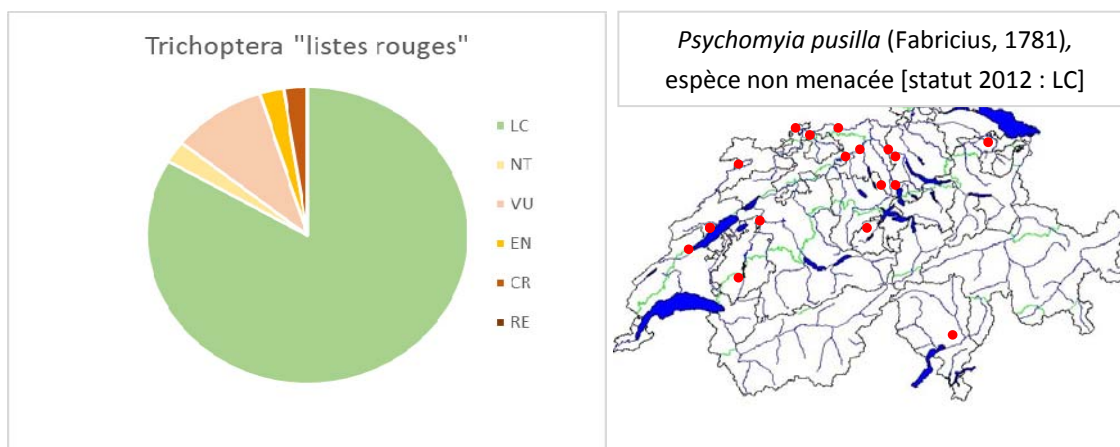 Trichoptera "listes rouges"
LC
NT
VU
EN
CR
RE
Psychomyia pusilla (Fabricius, 1781),
espèce non menacée [statut 2012 : LC]